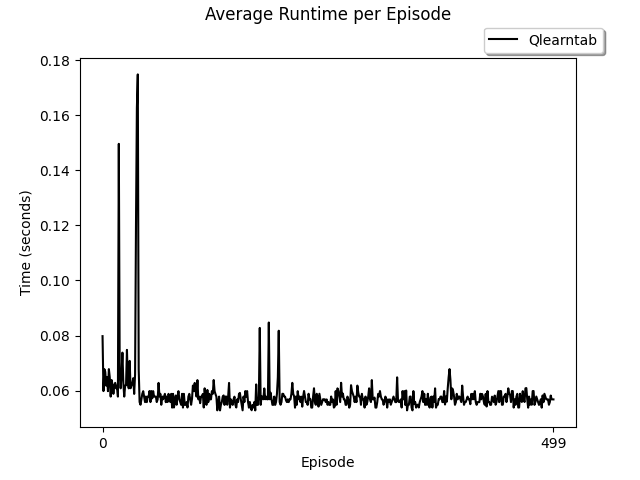 Average Runtime per Episode
Qlearntab
0.18
0.16
0.14
0.12
0.10
0.08
0.06
Time (seconds)
0
499
Episode